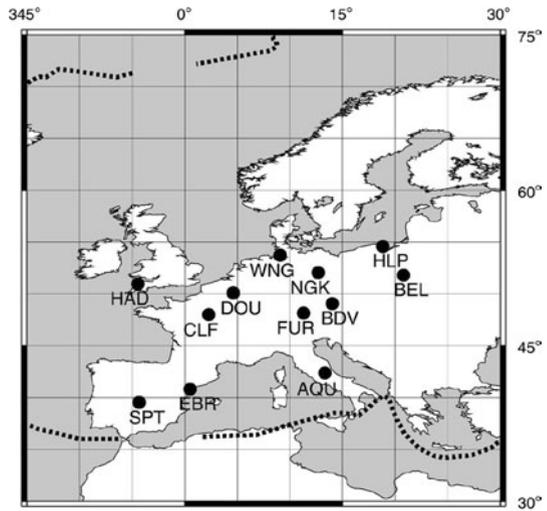 345° 0° 15° 30°
75°
60°
HLP
WNG
NGK
BEL
HAD
DOU
BDV
CLF
FUR
45°
AQU
EBR
SPT
30°